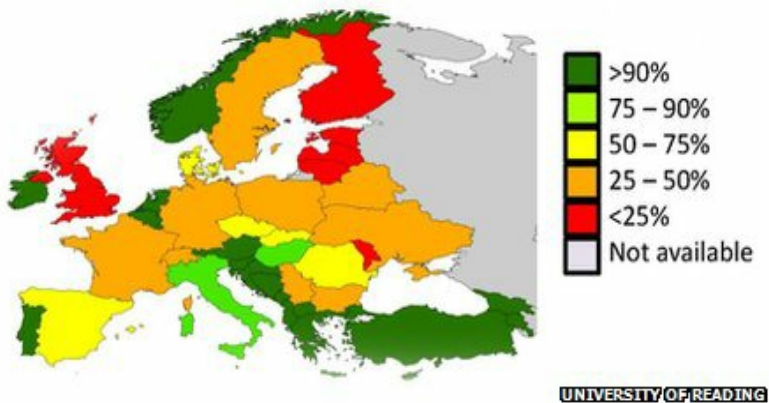 >90%
75 – 90%
50 – 75%
25 – 50%
<25%
Not available
UNIVERSITY OF READING